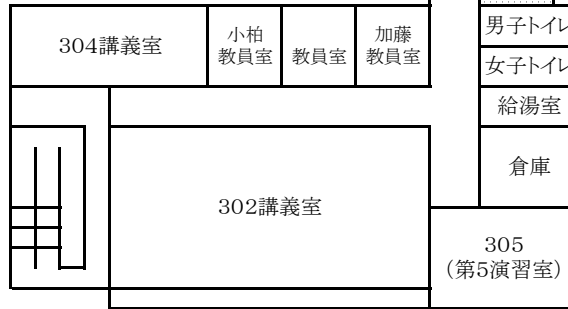 304講義室
小柏
教員室
教員室
加藤
教員室
男子トイレ
女子トイレ
給湯室
倉庫
302講義室
305
(第5演習室)